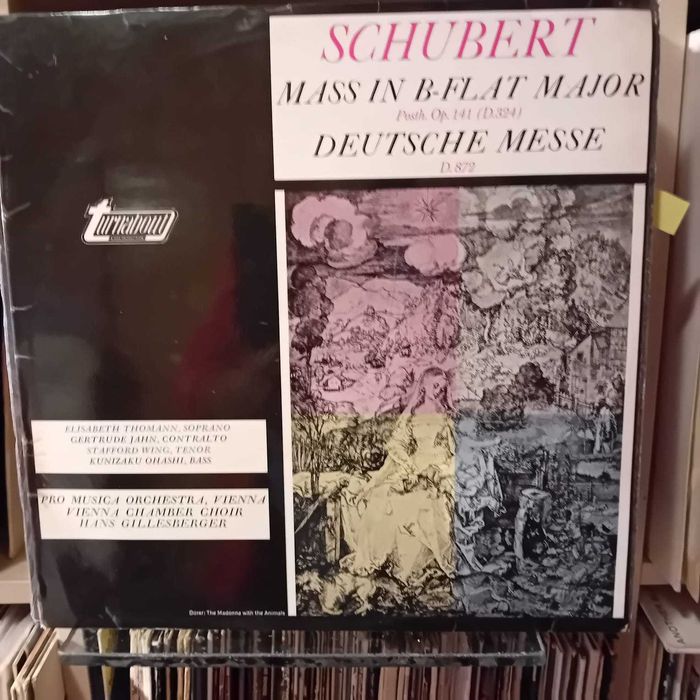 SCHUBERT
MASS IN B-FLAT MAJOR
Posth. Op. 141 (D.324)
DEUTSCHE MESSE
D. 872
turnabout
ELISABETH THOMANN, SOPRANO
GERTRUDE JAHN, CONTRALTO
STAFFORD WING, TENOR
KUNIZAKU OHASHI, BASS
PRO MUSICA ORCHESTRA, VIENNA
VIENNA CHAMBER CHOIR
HANS GILLESBERGER
Dürer: The Madonna with the Animals